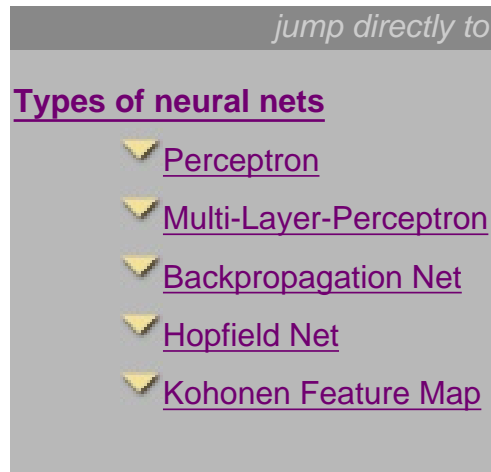 jump directly to
Types of neural nets
Perceptron
Multi-Layer-Perceptron
Backpropagation Net
Hopfield Net
Kohonen Feature Map